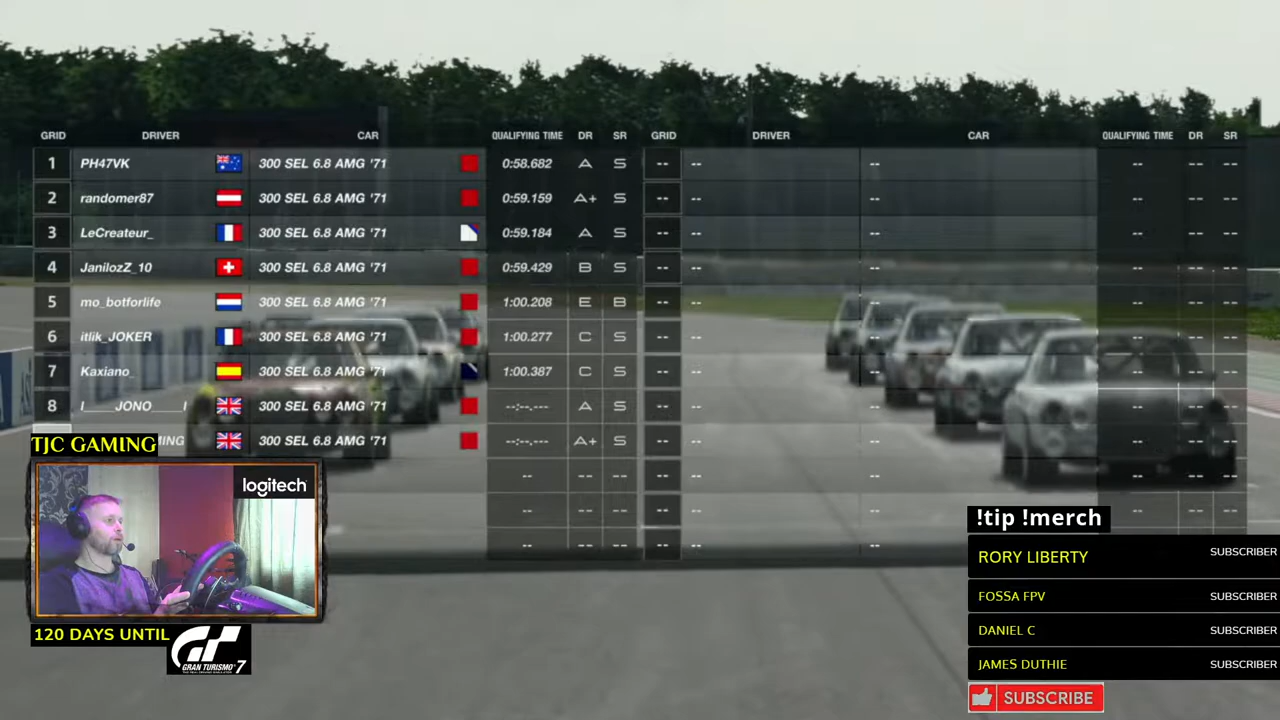 GRID DRIVER CAR QUALIFYING TIME DR SR GRID DRIVER CAR QUALIFYING TIME DR SR
1 PH47VK 300 SEL 6.8 AMG '71 0:58.682 A S -- -- -- -- -- --
2 randomer87 300 SEL 6.8 AMG '71 0:59.159 A+ S -- -- -- -- -- --
3 LeCreateur_ 300 SEL 6.8 AMG '71 0:59.184 A S -- -- -- -- -- --
4 JanilozZ_10 300 SEL 6.8 AMG '71 0:59.429 B S -- -- -- -- -- --
5 mo_botforlife 300 SEL 6.8 AMG '71 1:00.208 E B -- -- -- -- -- --
6 itlik_JOKER 300 SEL 6.8 AMG '71 1:00.277 C S -- -- -- -- -- --
7 Kaxiano_ 300 SEL 6.8 AMG '71 1:00.387 C S -- -- -- -- -- --
8 I____JONO____I 300 SEL 6.8 AMG '71 --:--.--- A S -- -- -- -- -- --
300 SEL 6.8 AMG '71 --:--.--- A+ S -- -- -- -- -- --
-- -- -- -- -- -- -- -- --
-- -- -- -- -- -- -- -- --
-- -- -- -- -- -- -- -- --
TJC GAMING
logitech
120 DAYS UNTIL
GT
GRAN TURISMO 7
THE REAL DRIVING SIMULATOR
!tip !merch
RORY LIBERTY SUBSCRIBER
FOSSA FPV SUBSCRIBER
DANIEL C SUBSCRIBER
JAMES DUTHIE SUBSCRIBER
SUBSCRIBE